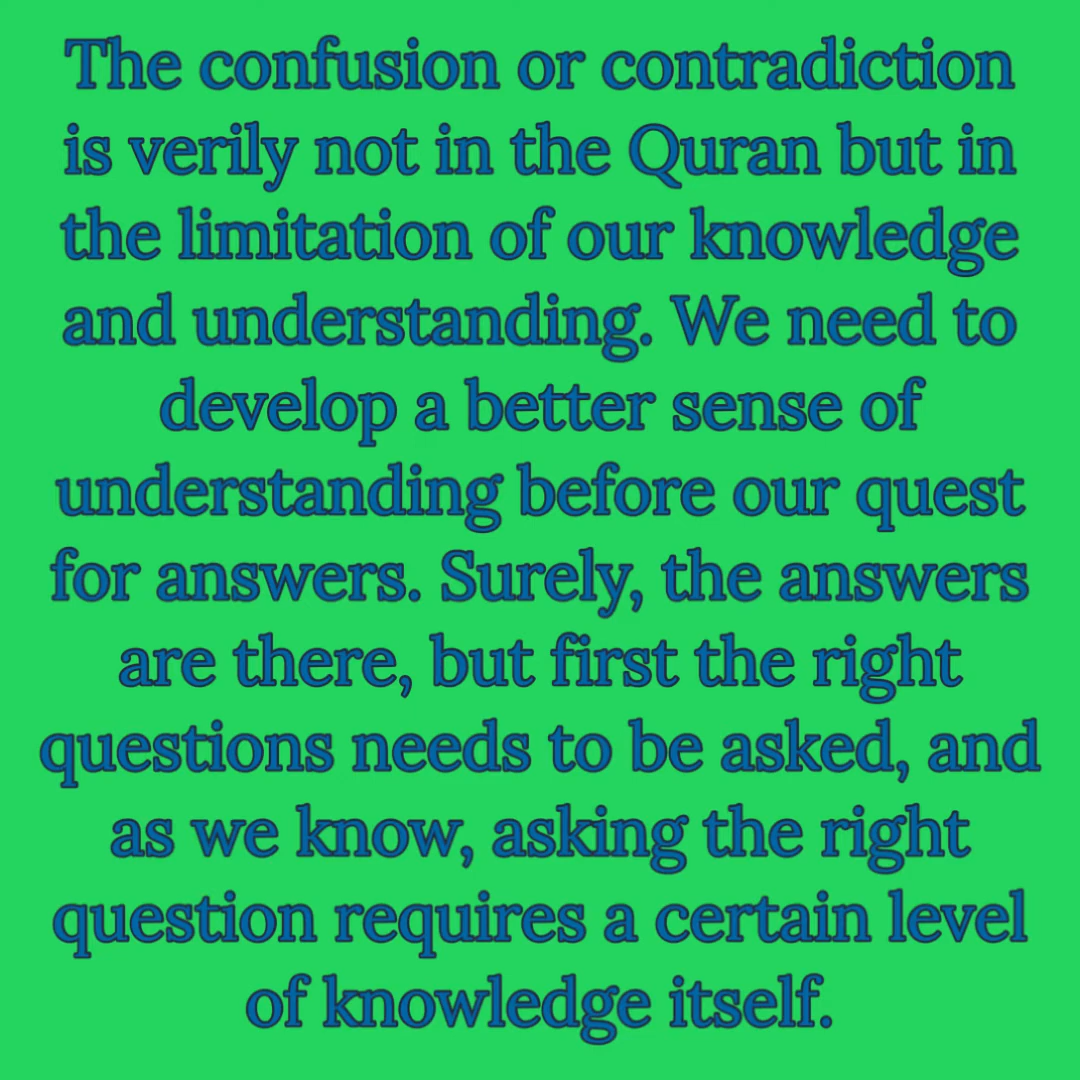 The confusion or contradiction
is verily not in the Quran but in
the limitation of our knowledge
and understanding. We need to
develop a better sense of
understanding before our quest
for answers. Surely, the answers
are there, but first the right
questions needs to be asked, and
as we know, asking the right
question requires a certain level
of knowledge itself.